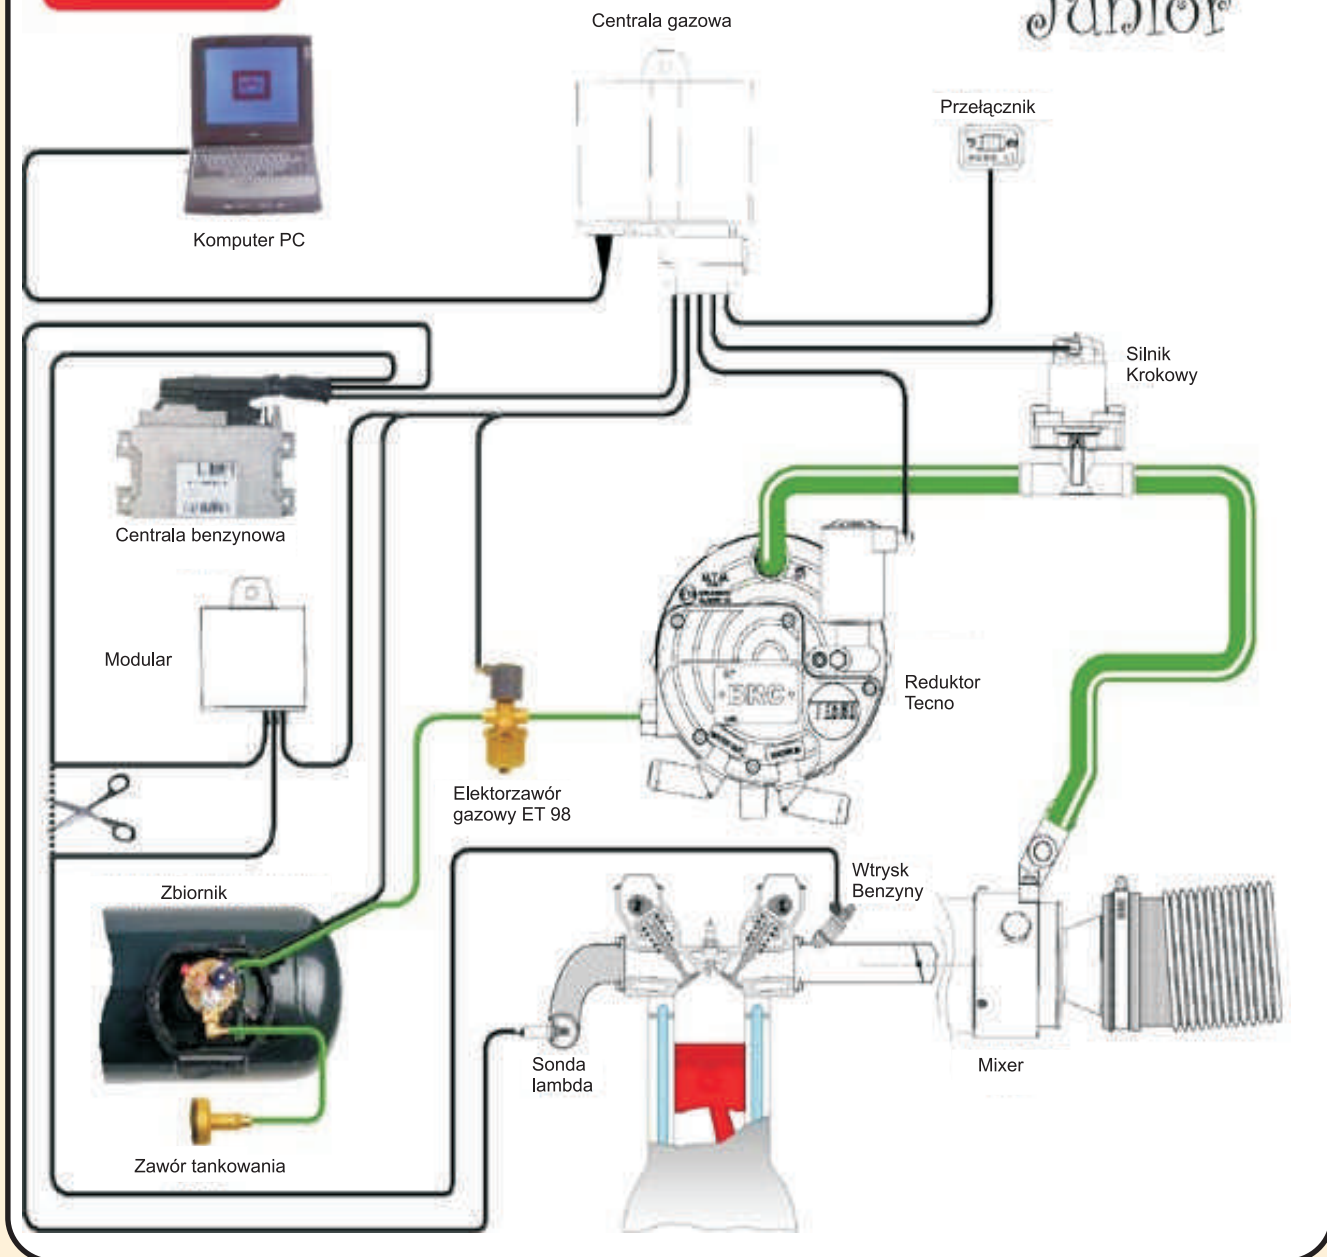 Junior
Centrala gazowa
Przełącznik
Komputer PC
Silnik
Krokowy
Centrala benzynowa
Modular
BRC
Reduktor
Tecno
Elektorzawór
gazowy ET 98
Wtrysk
Benzyny
Zbiornik
Sonda
lambda
Mixer
Zawór tankowania